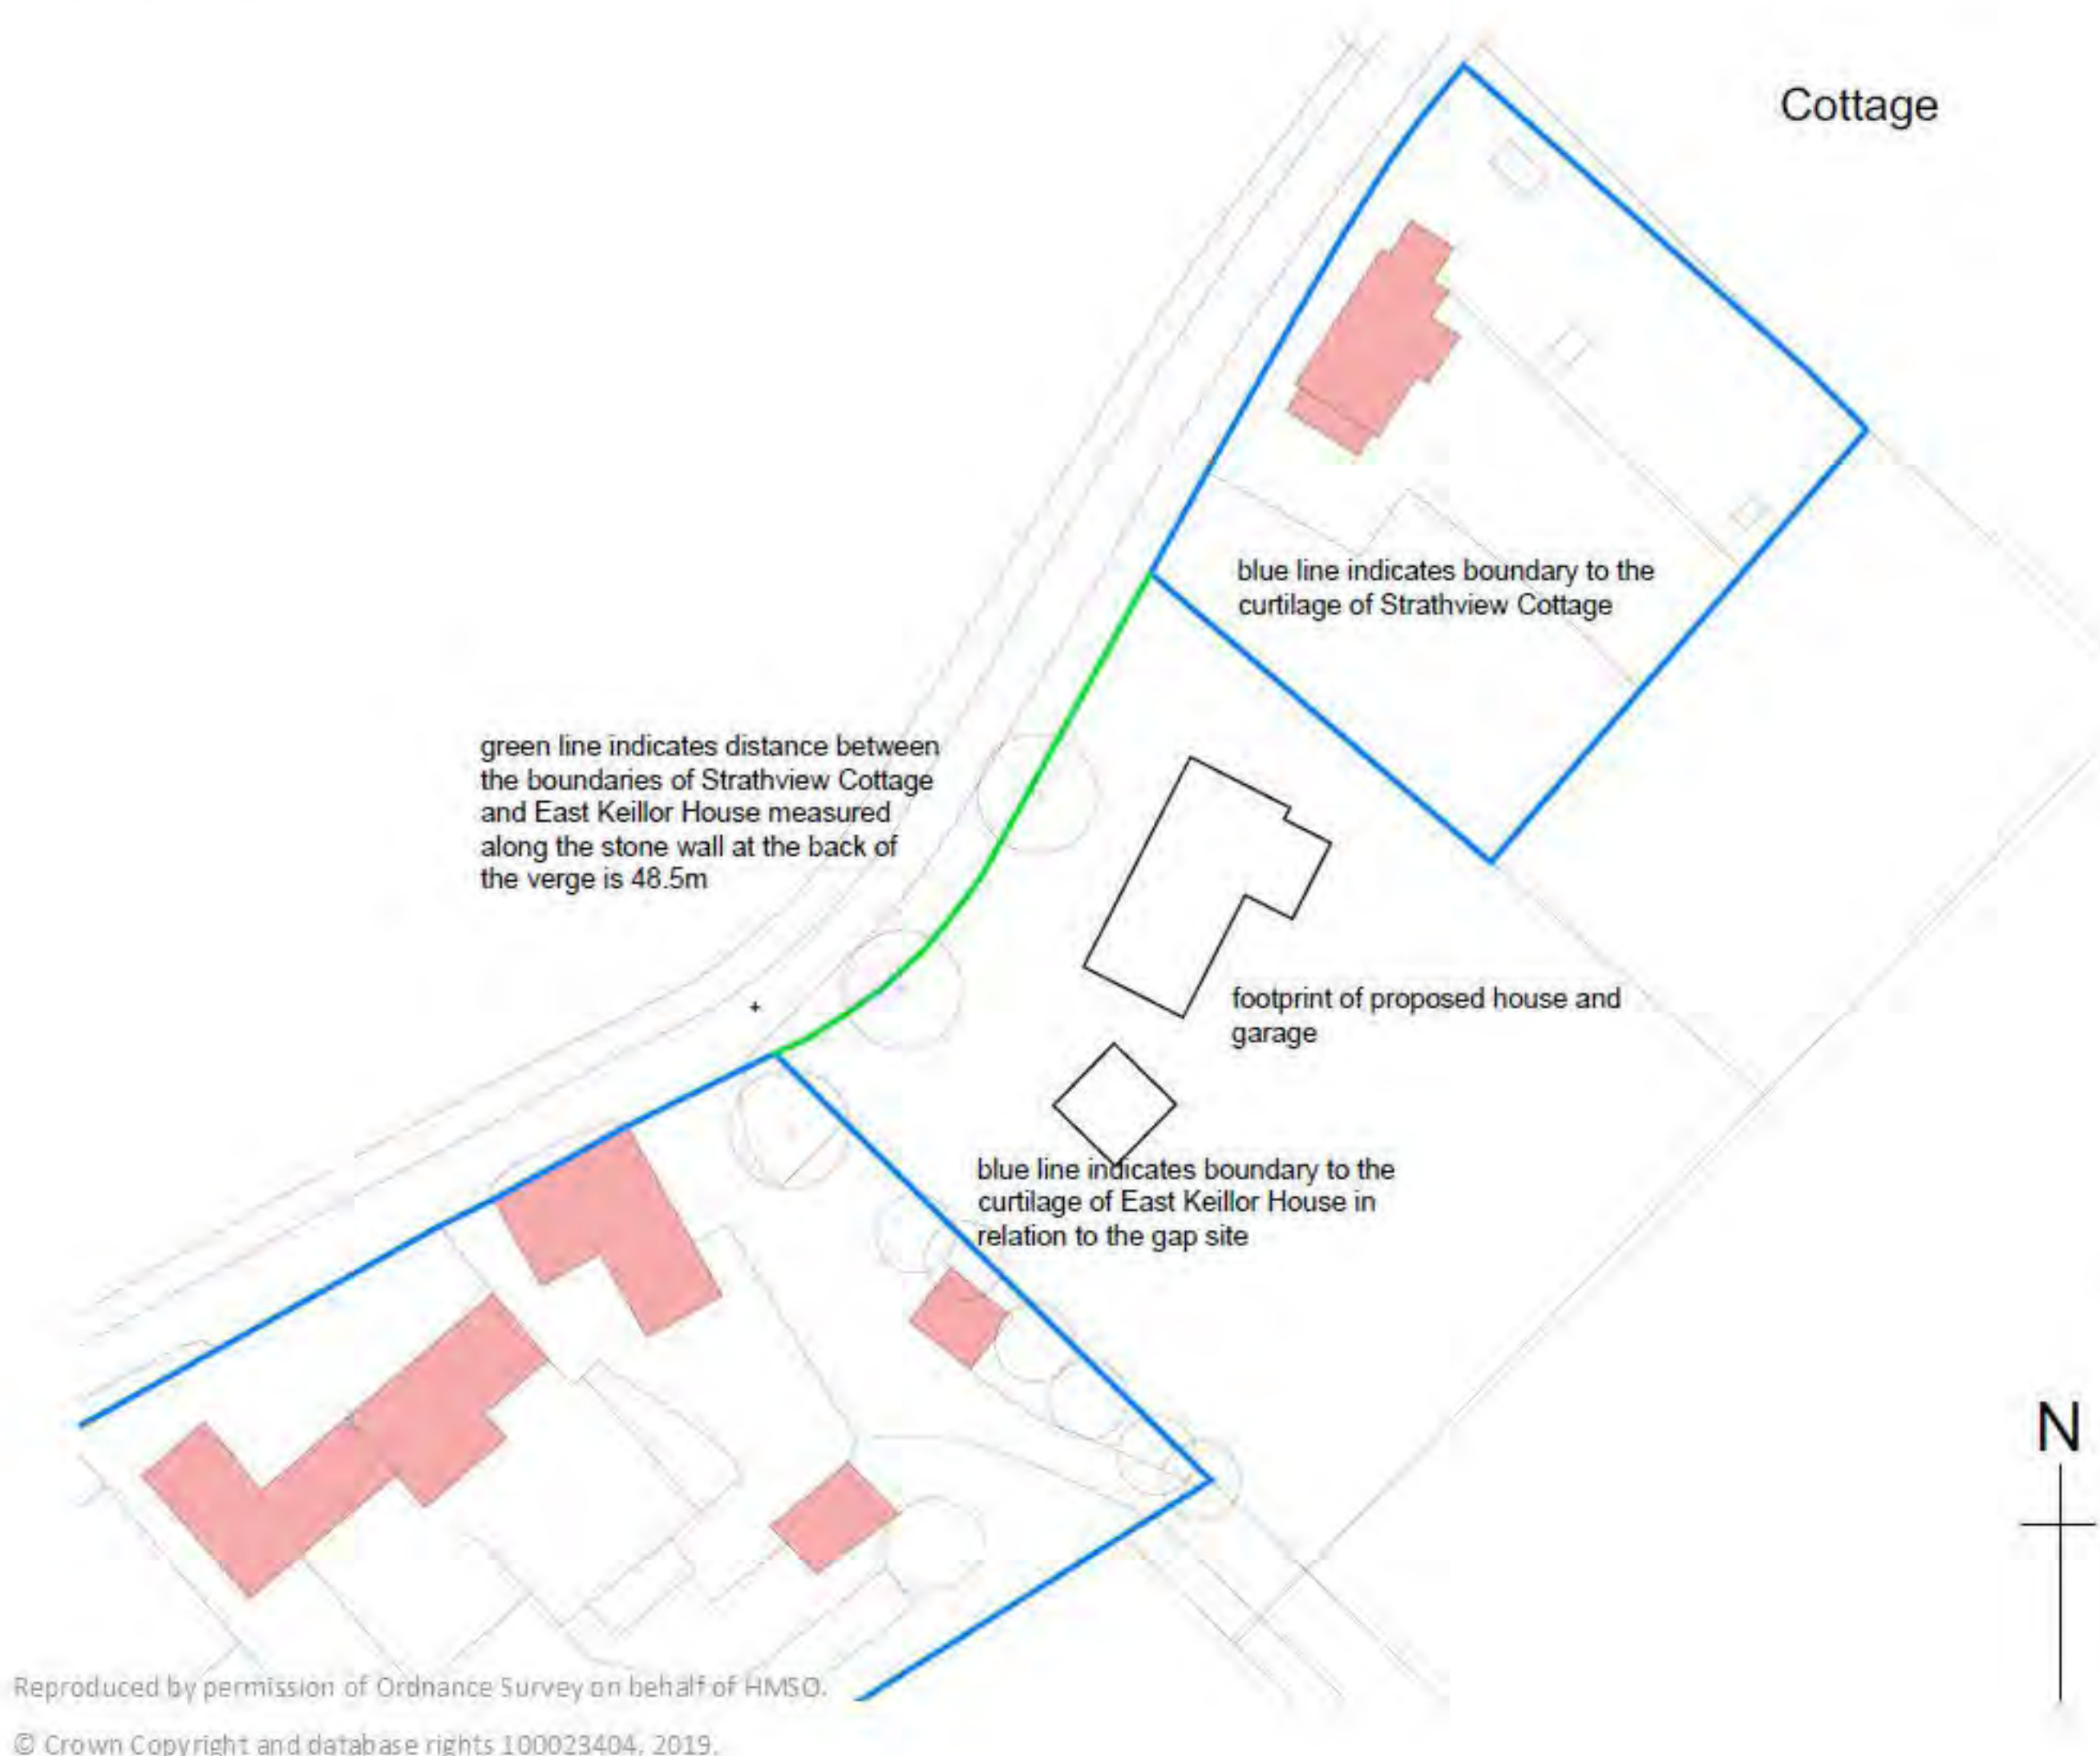 Cottage
blue line indicates boundary to the
curtilage of Strathview Cottage
green line indicates distance between
the boundaries of Strathview Cottage
and East Keillor House measured
along the stone wall at the back of
the verge is 48.5m
footprint of proposed house and
garage
blue line indicates boundary to the
curtilage of East Keillor House in
relation to the gap site
N
Reproduced by permission of Ordnance Survey on behalf of HMSO.
© Crown Copyright and database rights 100023404, 2019.